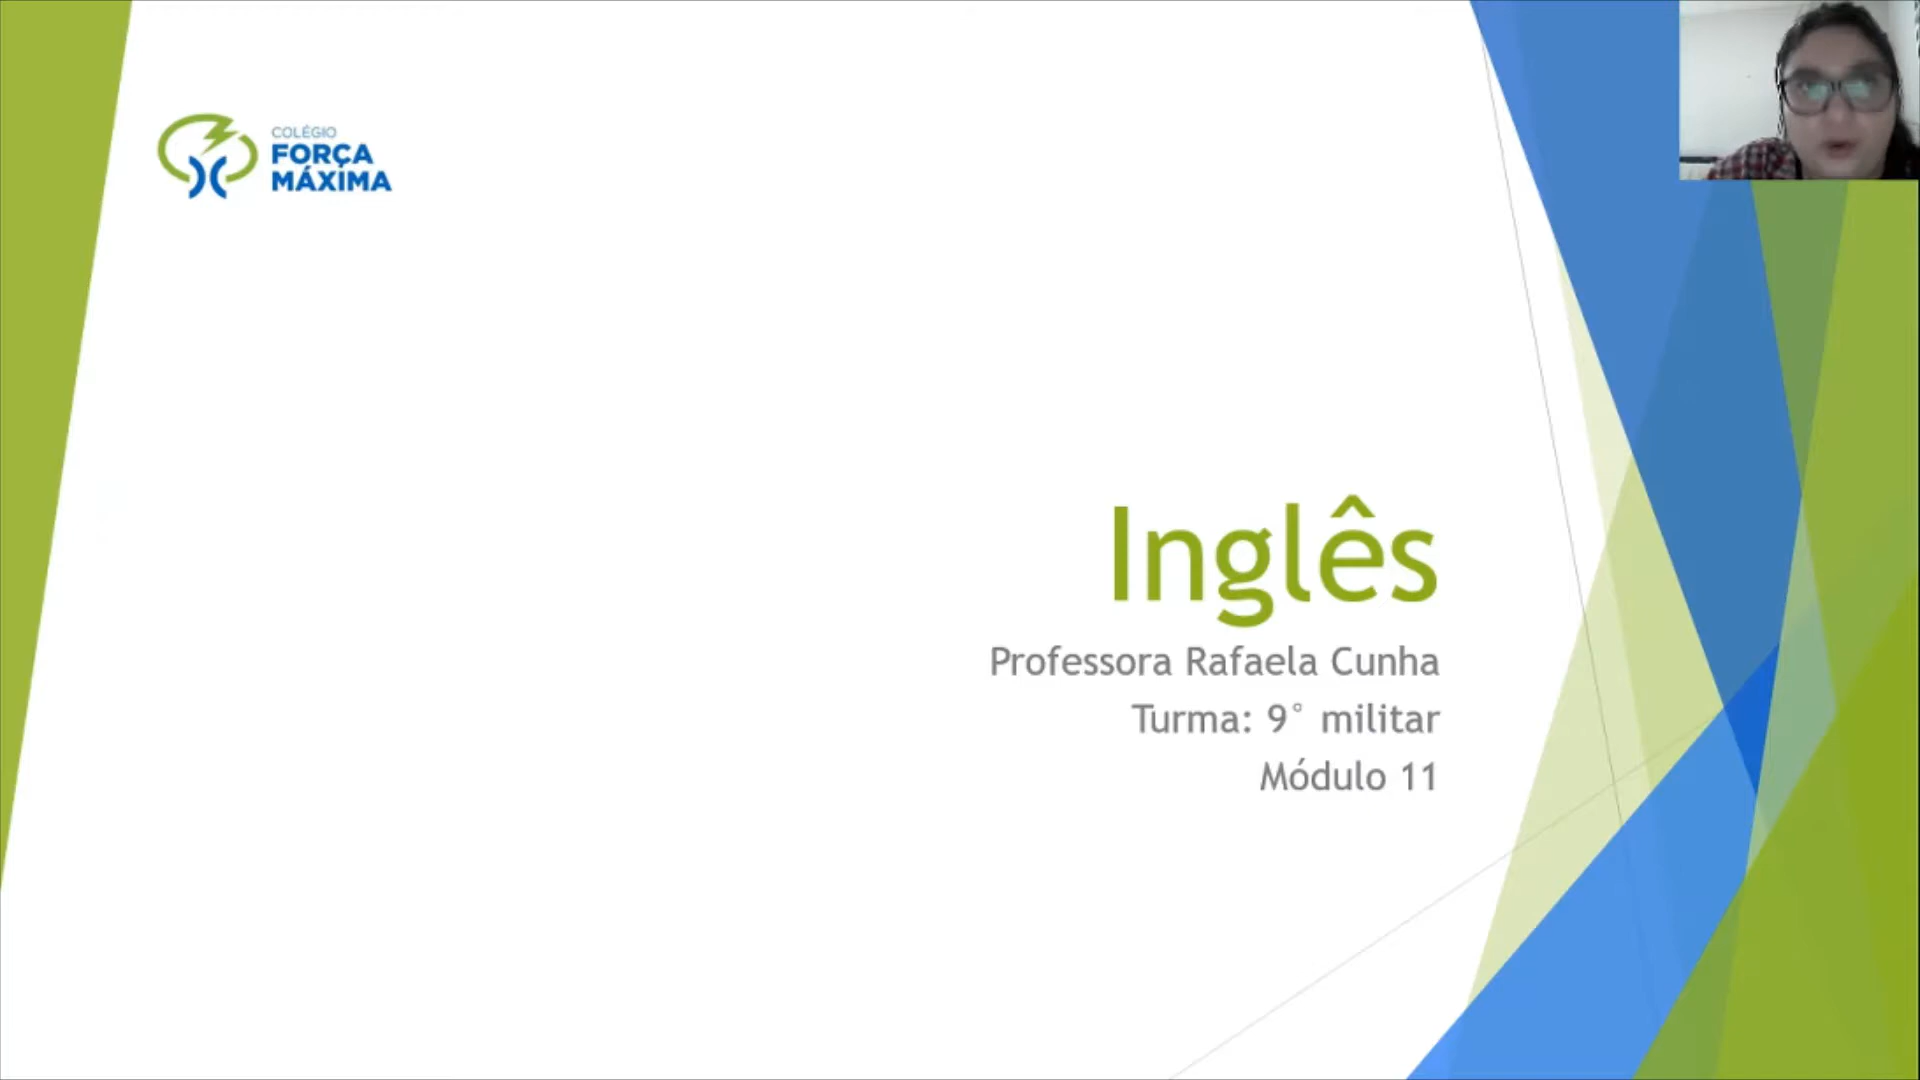 COLÉGIO
FORÇA
MÁXIMA
Inglês
Professora Rafaela Cunha
Turma: 9° militar
Módulo 11